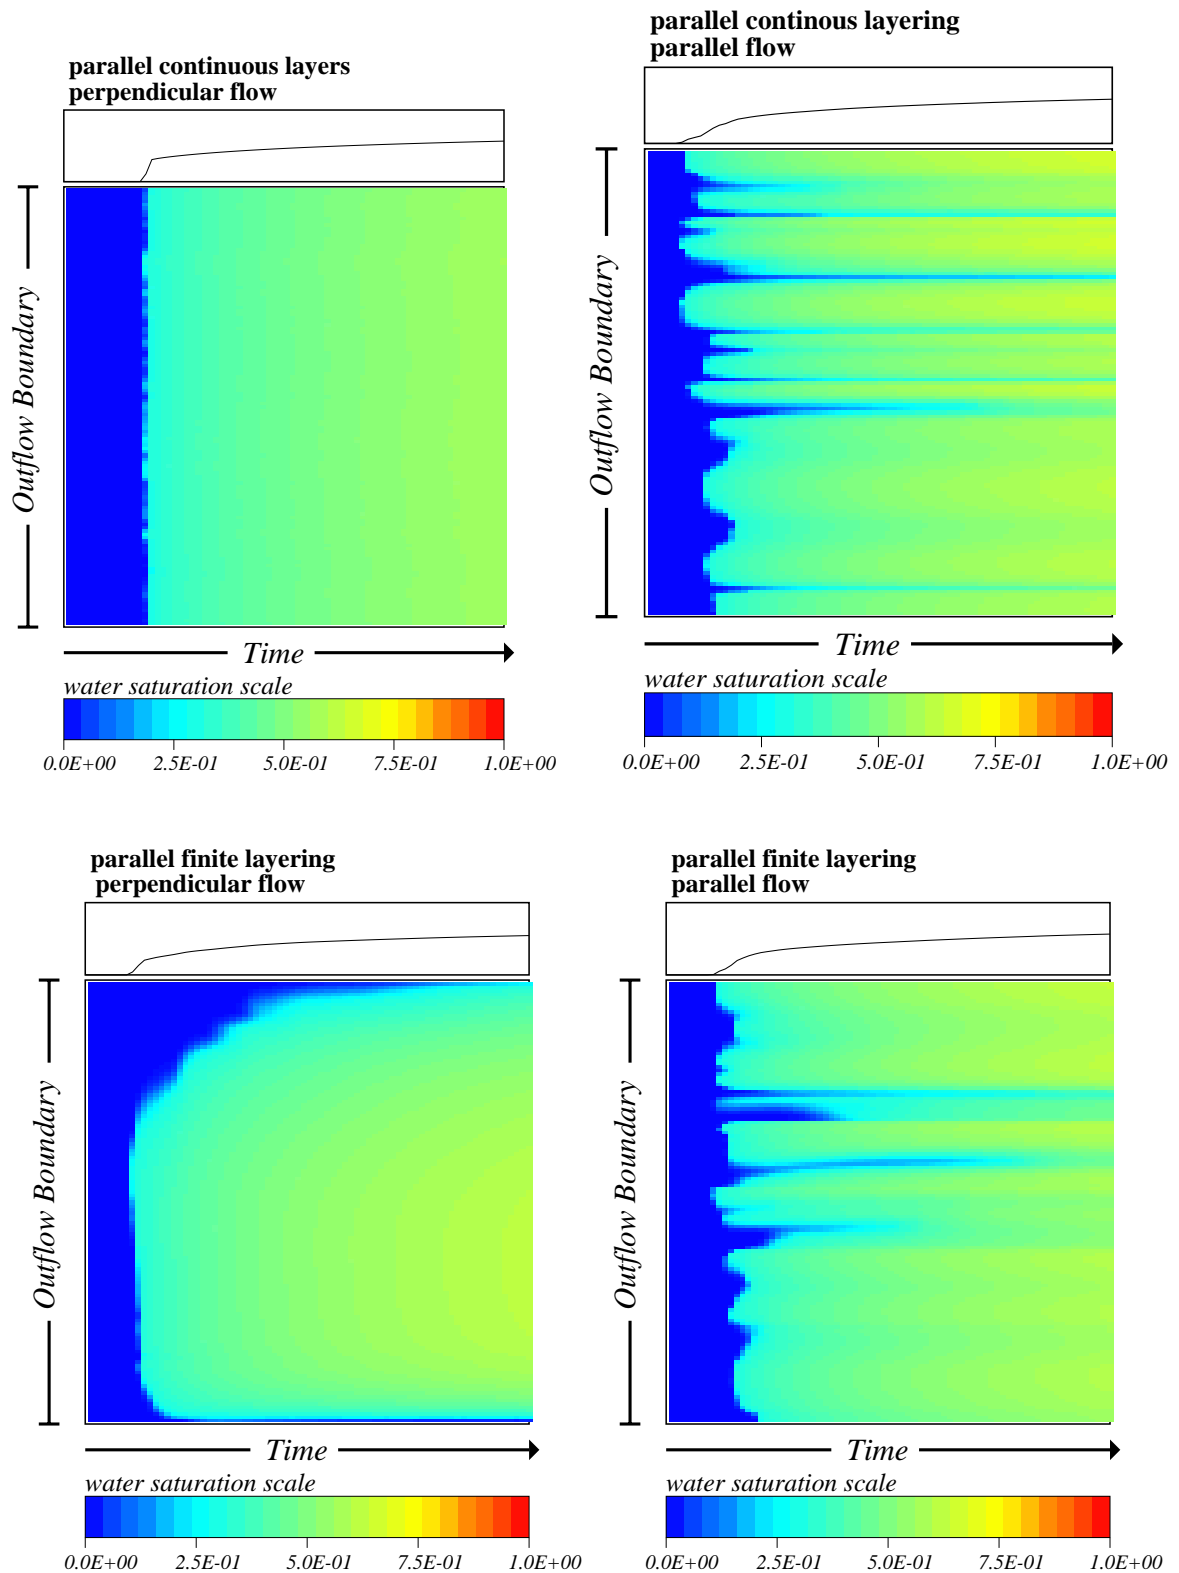 parallel continuous layers
perpendicular flow
Outflow Boundary
Time
water saturation scale
0.0E+00 2.5E-01 5.0E-01 7.5E-01 1.0E+00
parallel continous layering
parallel flow
Outflow Boundary
Time
water saturation scale
0.0E+00 2.5E-01 5.0E-01 7.5E-01 1.0E+00
parallel finite layering
perpendicular flow
Outflow Boundary
Time
water saturation scale
0.0E+00 2.5E-01 5.0E-01 7.5E-01 1.0E+00
parallel finite layering
parallel flow
Outflow Boundary
Time
water saturation scale
0.0E+00 2.5E-01 5.0E-01 7.5E-01 1.0E+00